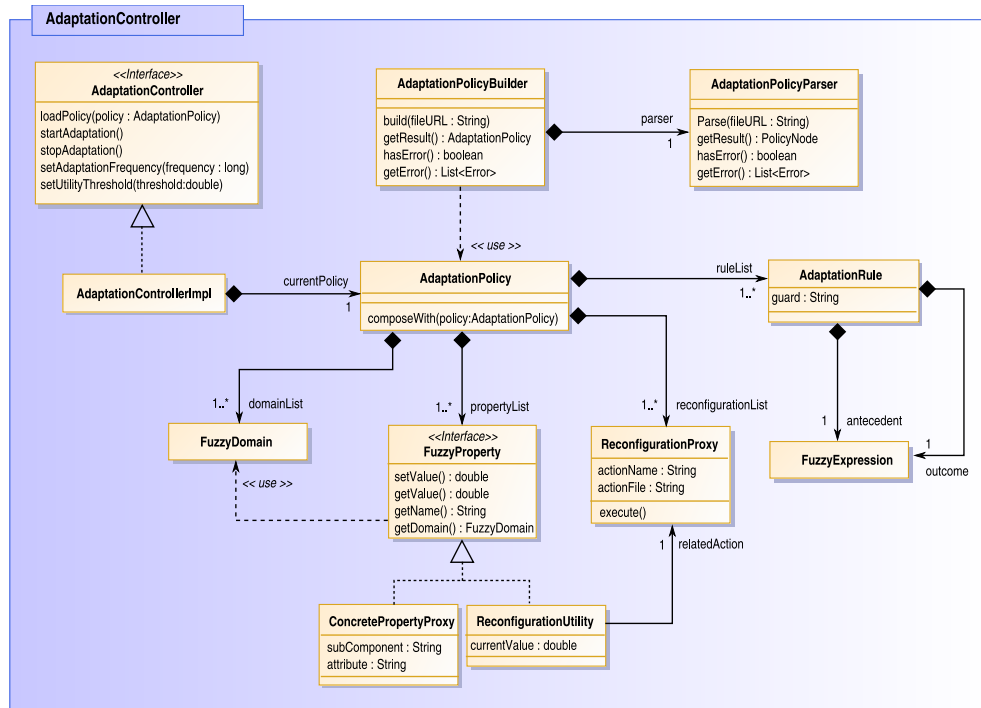 AdaptationController
<<Interface>>
AdaptationController
loadPolicy(policy : AdaptationPolicy)
startAdaptation()
stopAdaptation()
setAdaptationFrequency(frequency : long)
setUtilityThreshold(threshold:double)
AdaptationPolicyBuilder
build(fileURL : String)
getResult() : AdaptationPolicy
hasError() : boolean
getError() : List<Error>
parser
1
AdaptationPolicyParser
Parse(fileURL : String)
getResult() : PolicyNode
hasError() : boolean
getError() : List<Error>
<< use >>
AdaptationControllerImpl
currentPolicy
1
AdaptationPolicy
composeWith(policy:AdaptationPolicy)
ruleList
1..*
AdaptationRule
guard : String
1..*
domainList
1..*
propertyList
1..*
reconfigurationList
1
antecedent
1
outcome
FuzzyDomain
<< use >>
<<Interface>>
FuzzyProperty
setValue() : double
getValue() : double
getName() : String
getDomain() : FuzzyDomain
ReconfigurationProxy
actionName : String
actionFile : String
execute()
FuzzyExpression
1
relatedAction
ConcretePropertyProxy
subComponent : String
attribute : String
ReconfigurationUtility
currentValue : double